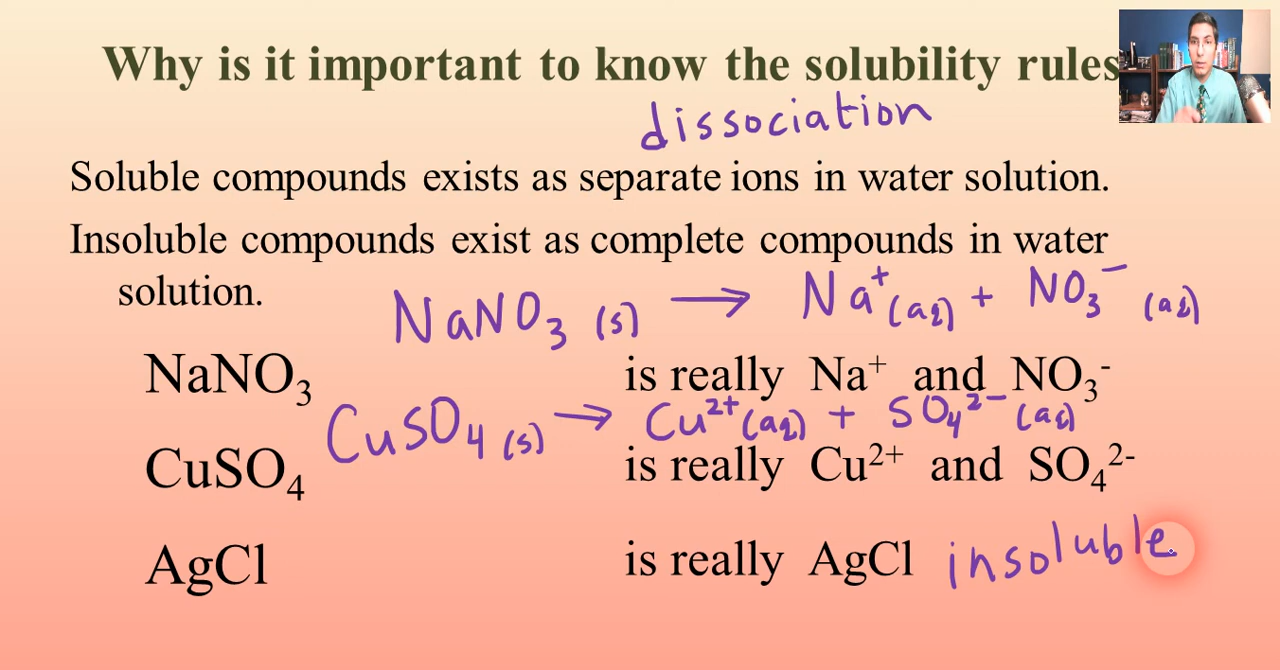 Why is it important to know the solubility rules
dissociation
Soluble compounds exists as separate ions in water solution.
Insoluble compounds exist as complete compounds in water
solution.
NaNO₃ (s) → Na⁺ (aq) + NO₃⁻ (aq)
NaNO₃ is really Na⁺ and NO₃⁻
CuSO₄ (s) → Cu²⁺ (aq) + SO₄²⁻ (aq)
CuSO₄ is really Cu²⁺ and SO₄²⁻
AgCl is really AgCl insoluble